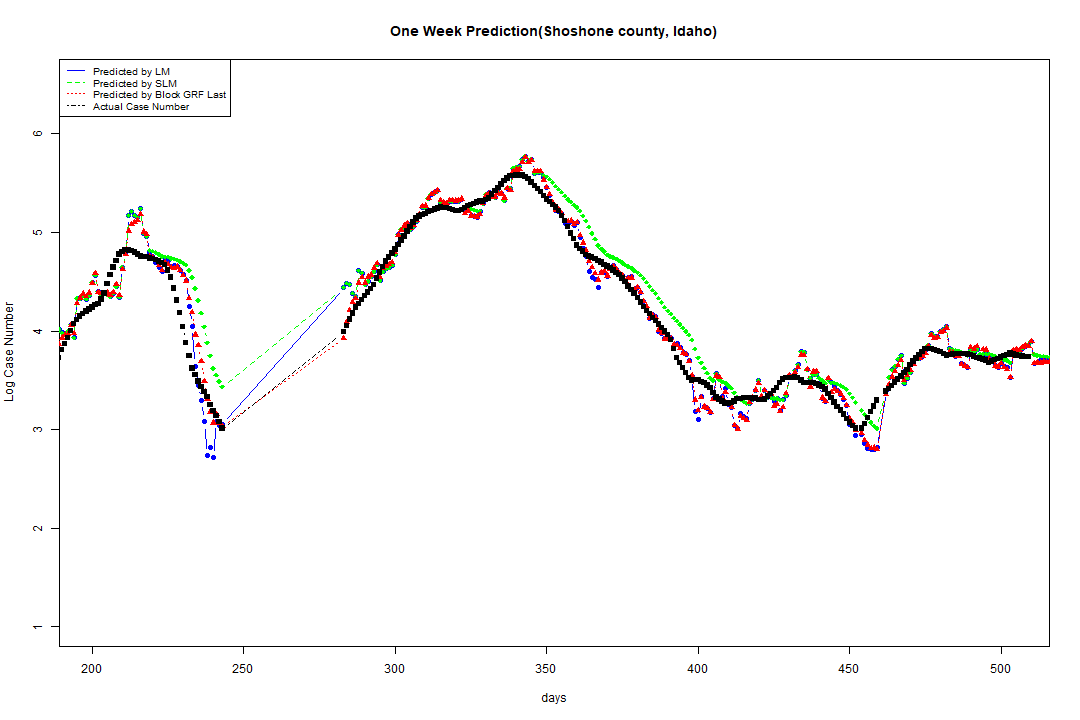 One Week Prediction(Shoshone county, Idaho)
Predicted by LM
Predicted by SLM
Predicted by Block GRF Last
Actual Case Number
Log Case Number
6
5
4
3
2
1
200 250 300 350 400 450 500
days